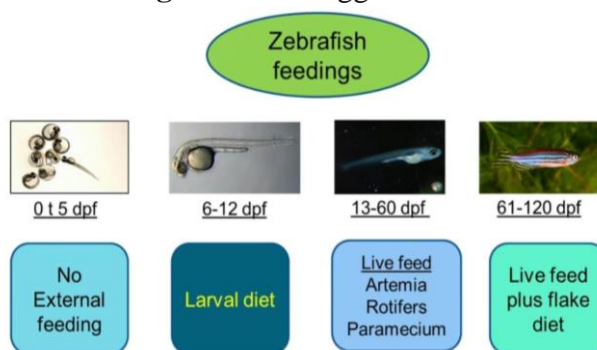 Zebrafish
feedings
0 t 5 dpf
6-12 dpf
13-60 dpf
61-120 dpf
No
External
feeding
Larval diet
Live feed
Artemia
Rotifers
Paramecium
Live feed
plus flake
diet